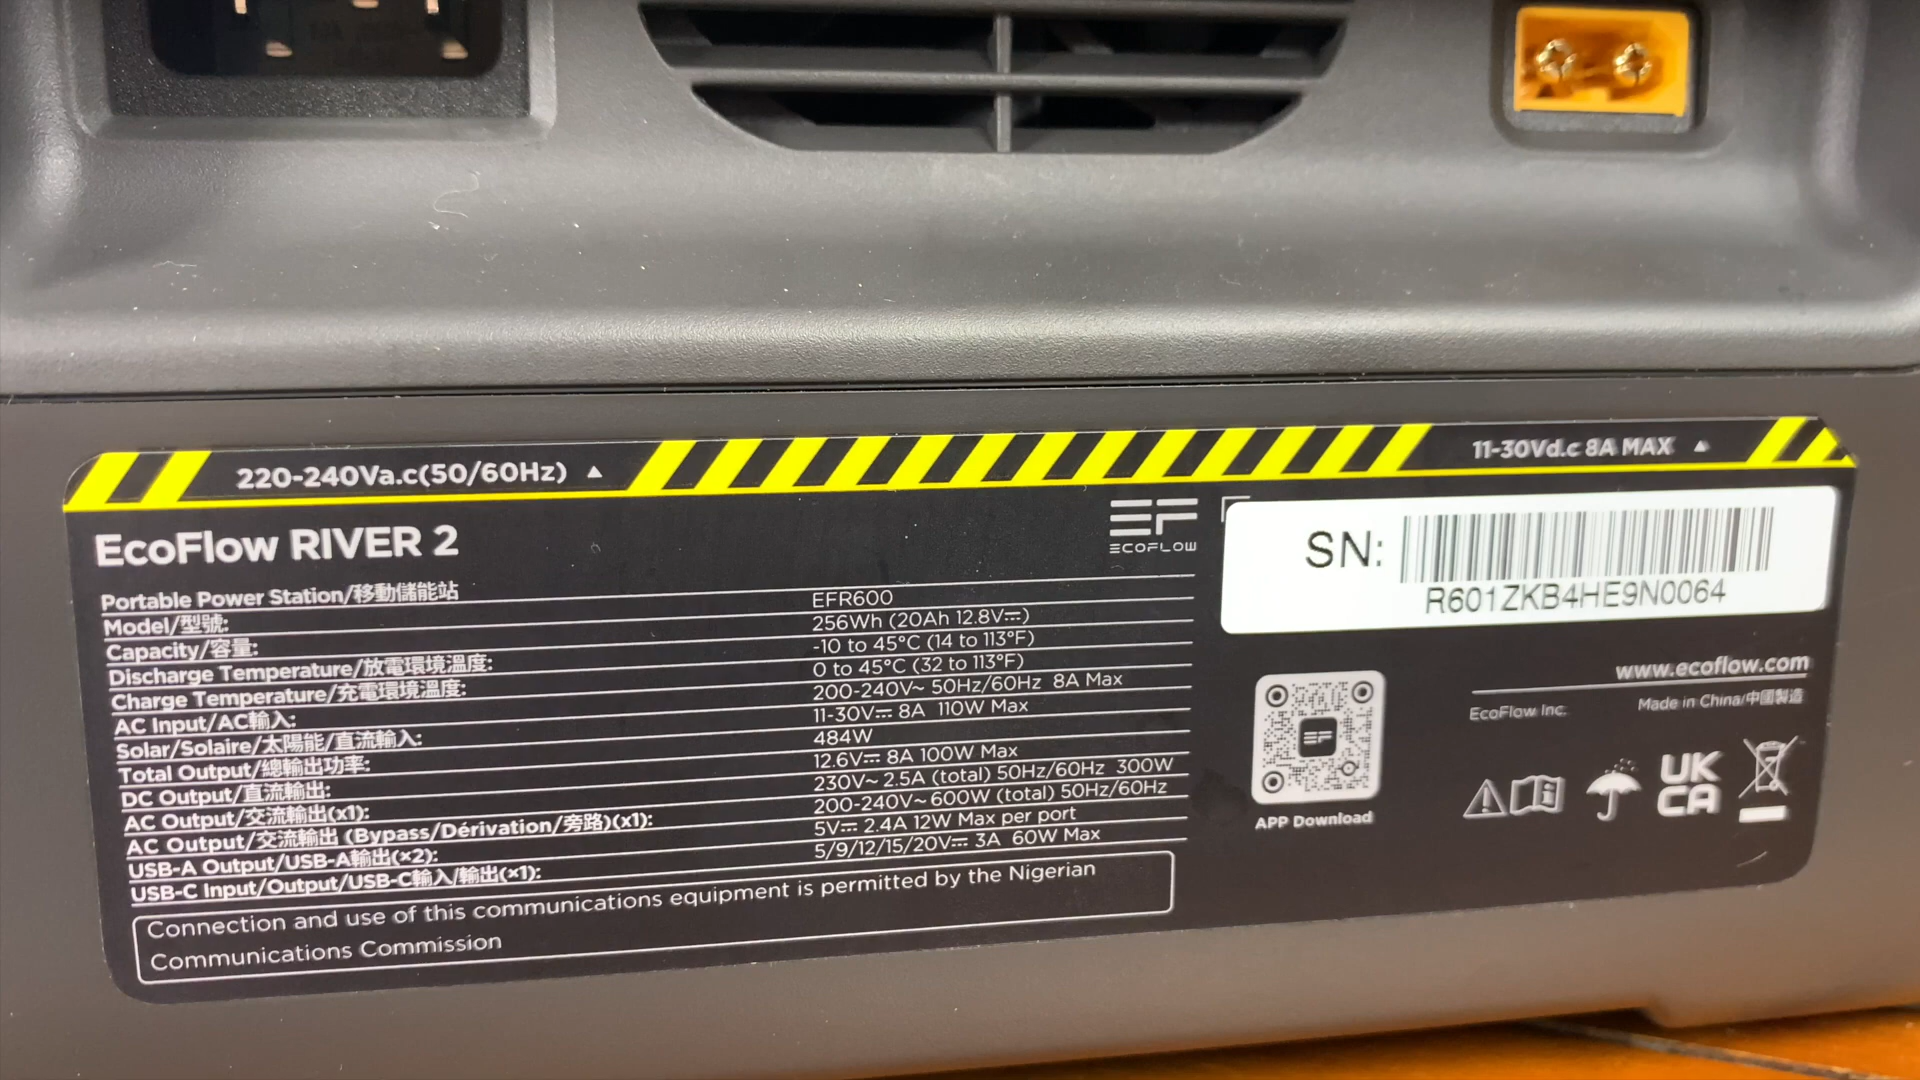 220-240Va.c(50/60Hz) ▲
11-30Vd.c 8A MAX ▲
EcoFlow RIVER 2
EF
ECOFLOW
Portable Power Station/移動儲能站
Model/型號: EFR600
Capacity/容量: 256Wh (20Ah 12.8V⎓)
Discharge Temperature/放電環境溫度: -10 to 45°C (14 to 113°F)
Charge Temperature/充電環境溫度: 0 to 45°C (32 to 113°F)
AC Input/AC輸入: 200-240V~ 50Hz/60Hz 8A Max
Solar/Solaire/太陽能/直流輸入: 11-30V⎓ 8A 110W Max
Total Output/總輸出功率: 484W
DC Output/直流輸出: 12.6V⎓ 8A 100W Max
AC Output/交流輸出(x1): 230V~ 2.5A (total) 50Hz/60Hz 300W
AC Output/交流輸出 (Bypass/Dérivation/旁路)(x1): 200-240V~ 600W (total) 50Hz/60Hz
USB-A Output/USB-A輸出(×2): 5V⎓ 2.4A 12W Max per port
USB-C Input/Output/USB-C輸入/輸出(×1): 5/9/12/15/20V⎓ 3A 60W Max
Connection and use of this communications equipment is permitted by the Nigerian
Communications Commission
SN:
R601ZKB4HE9N0064
www.ecoflow.com
EcoFlow Inc.
Made in China/中國製造
EF
APP Download
UK
CA